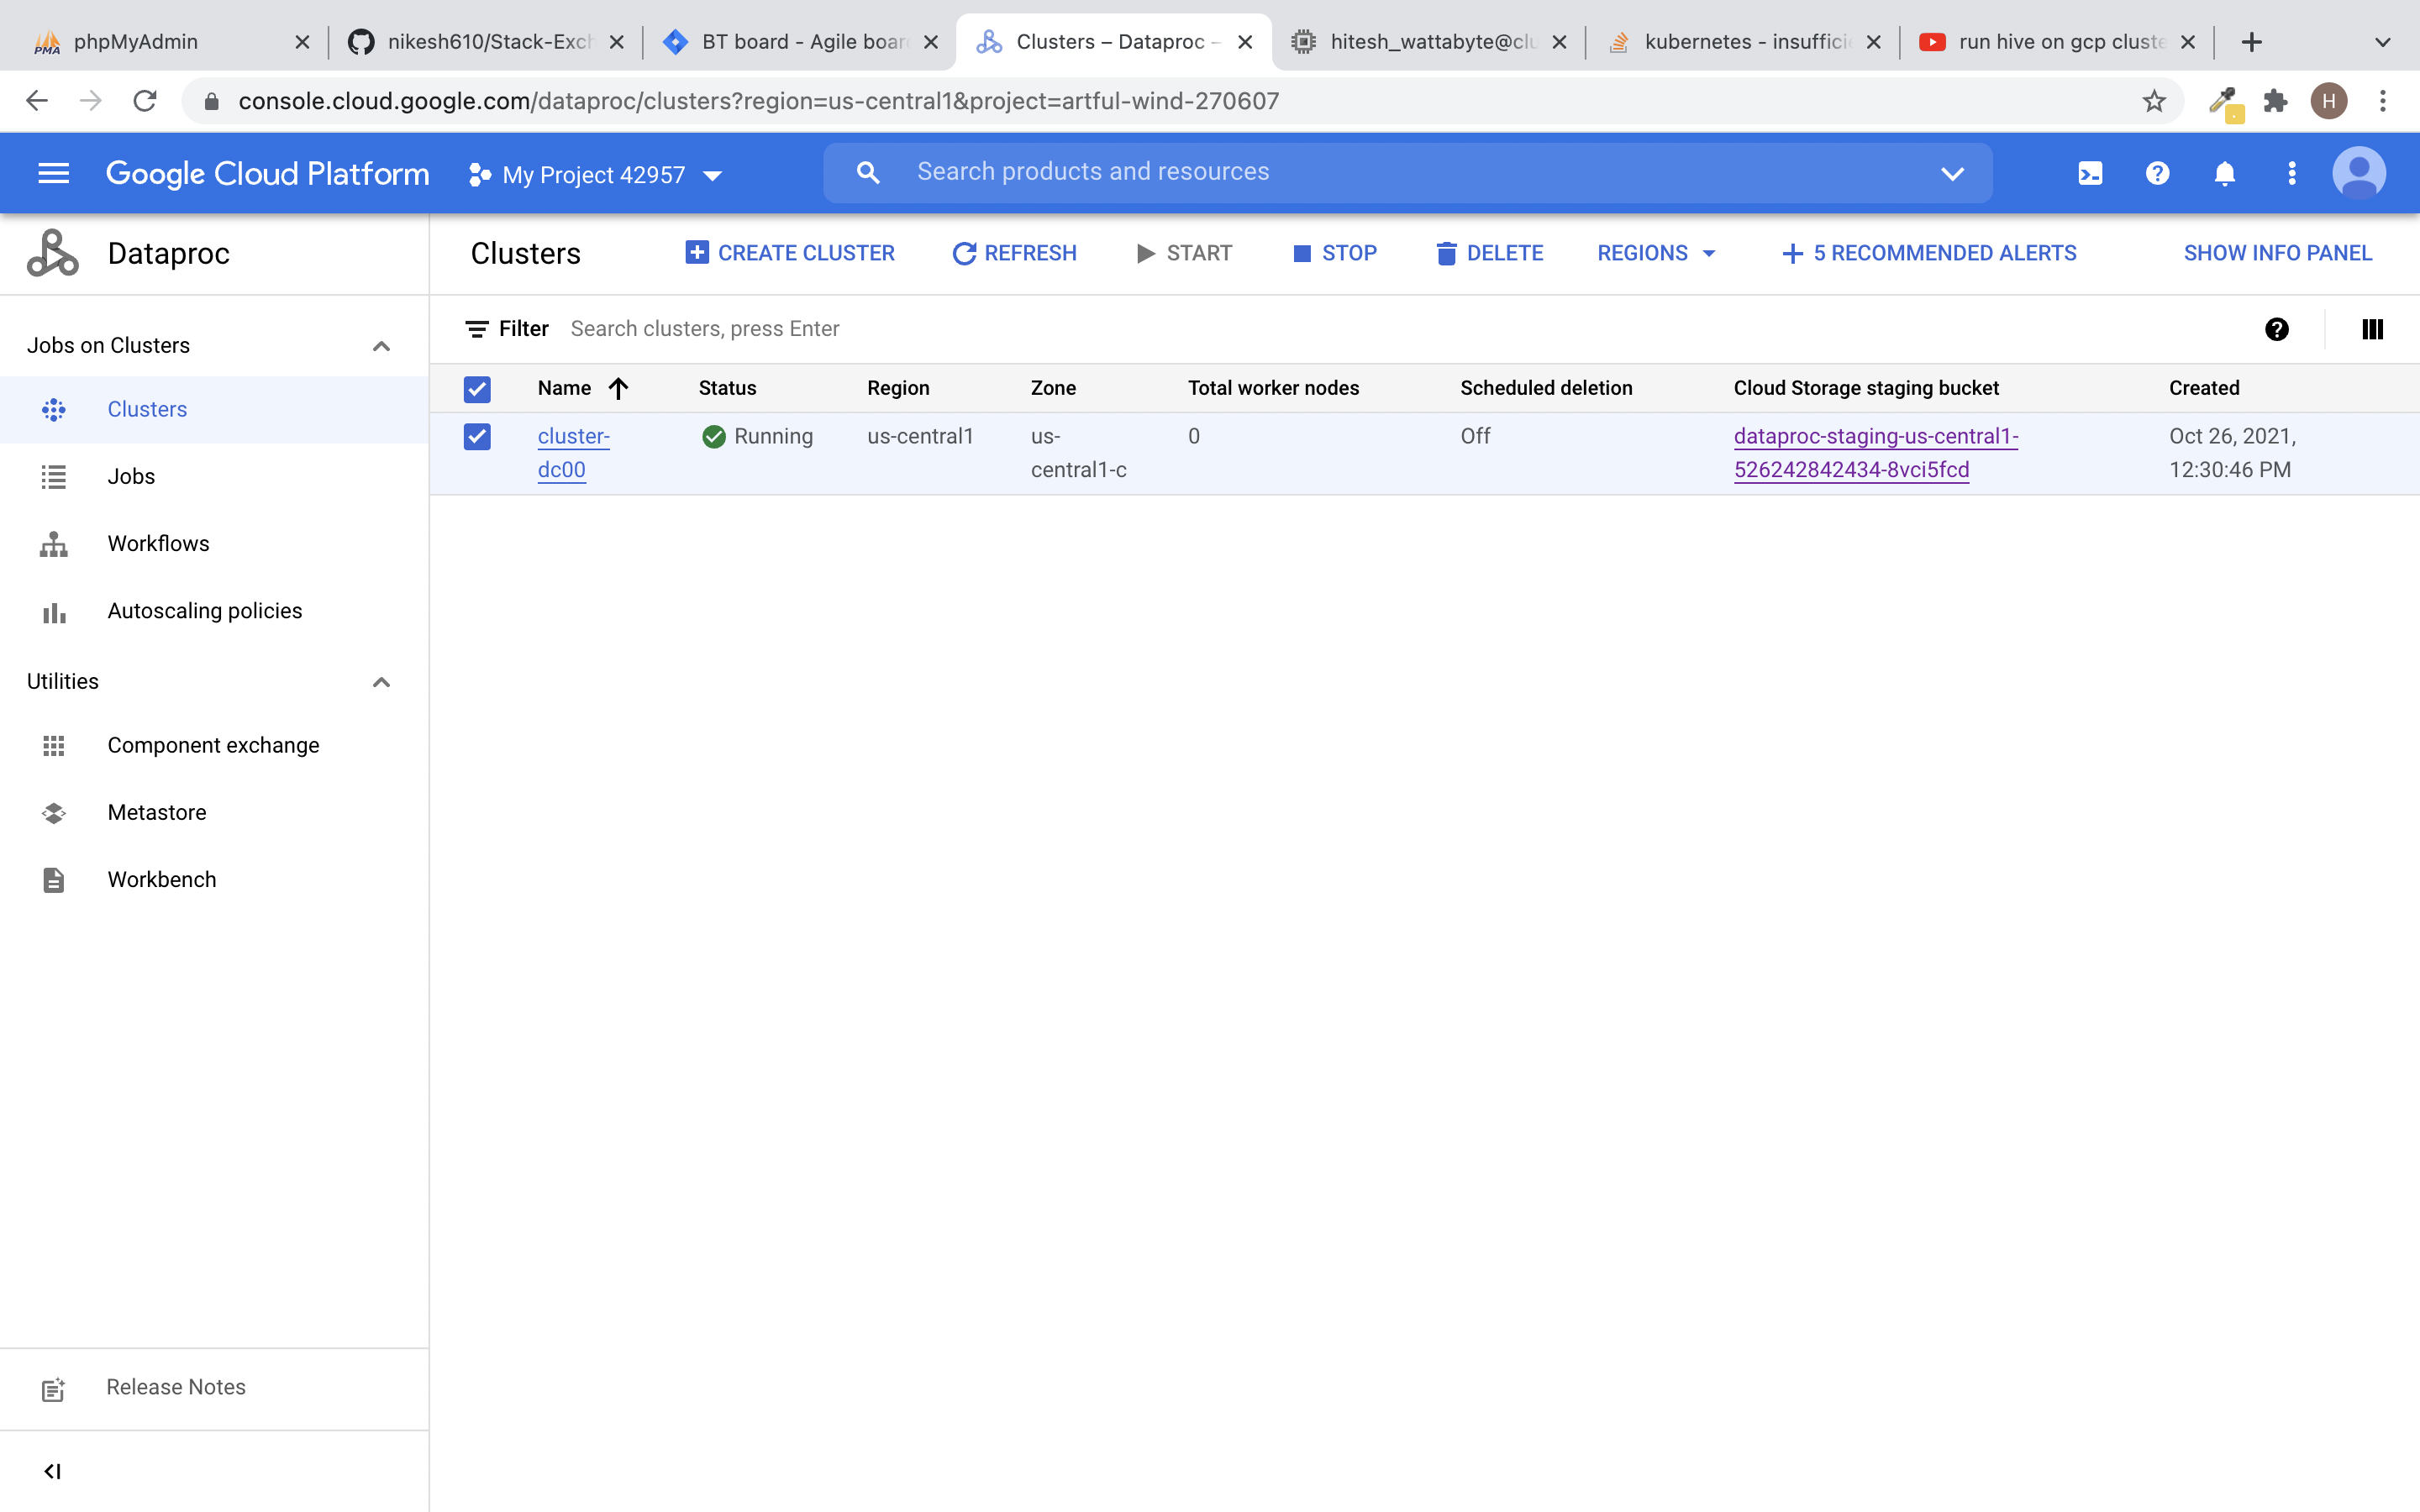 phpMyAdmin
nikesh610/Stack-Exch
BT board - Agile boar
Clusters – Dataproc –
hitesh_wattabyte@clu
kubernetes - insufficie
run hive on gcp cluste
console.cloud.google.com/dataproc/clusters?region=us-central1&project=artful-wind-270607
H
Google Cloud Platform
My Project 42957
Search products and resources
Dataproc
Clusters
CREATE CLUSTER
REFRESH
START
STOP
DELETE
REGIONS
5 RECOMMENDED ALERTS
SHOW INFO PANEL
Jobs on Clusters
Clusters
Jobs
Workflows
Autoscaling policies
Utilities
Component exchange
Metastore
Workbench
Release Notes
Filter Search clusters, press Enter
Name Status Region Zone Total worker nodes Scheduled deletion Cloud Storage staging bucket Created
cluster- Running us-central1 us- 0 Off dataproc-staging-us-central1- Oct 26, 2021,
dc00 central1-c 526242842434-8vci5fcd 12:30:46 PM